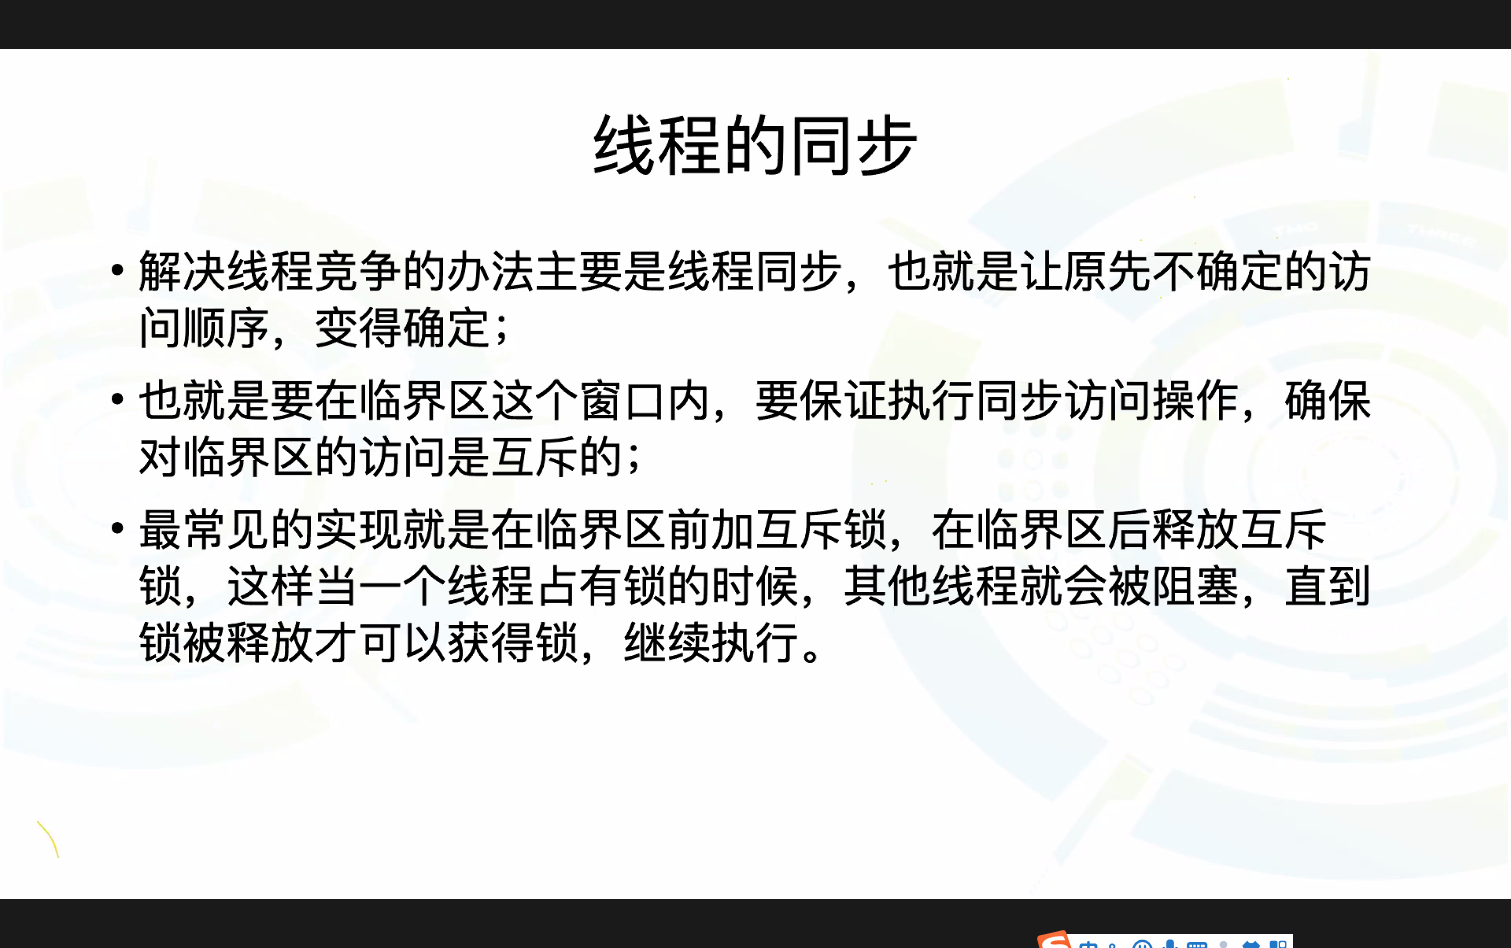 线程的同步
• 解决线程竞争的办法主要是线程同步，也就是让原先不确定的访
问顺序，变得确定；
• 也就是要在临界区这个窗口内，要保证执行同步访问操作，确保
对临界区的访问是互斥的；
• 最常见的实现就是在临界区前加互斥锁，在临界区后释放互斥
锁，这样当一个线程占有锁的时候，其他线程就会被阻塞，直到
锁被释放才可以获得锁，继续执行。